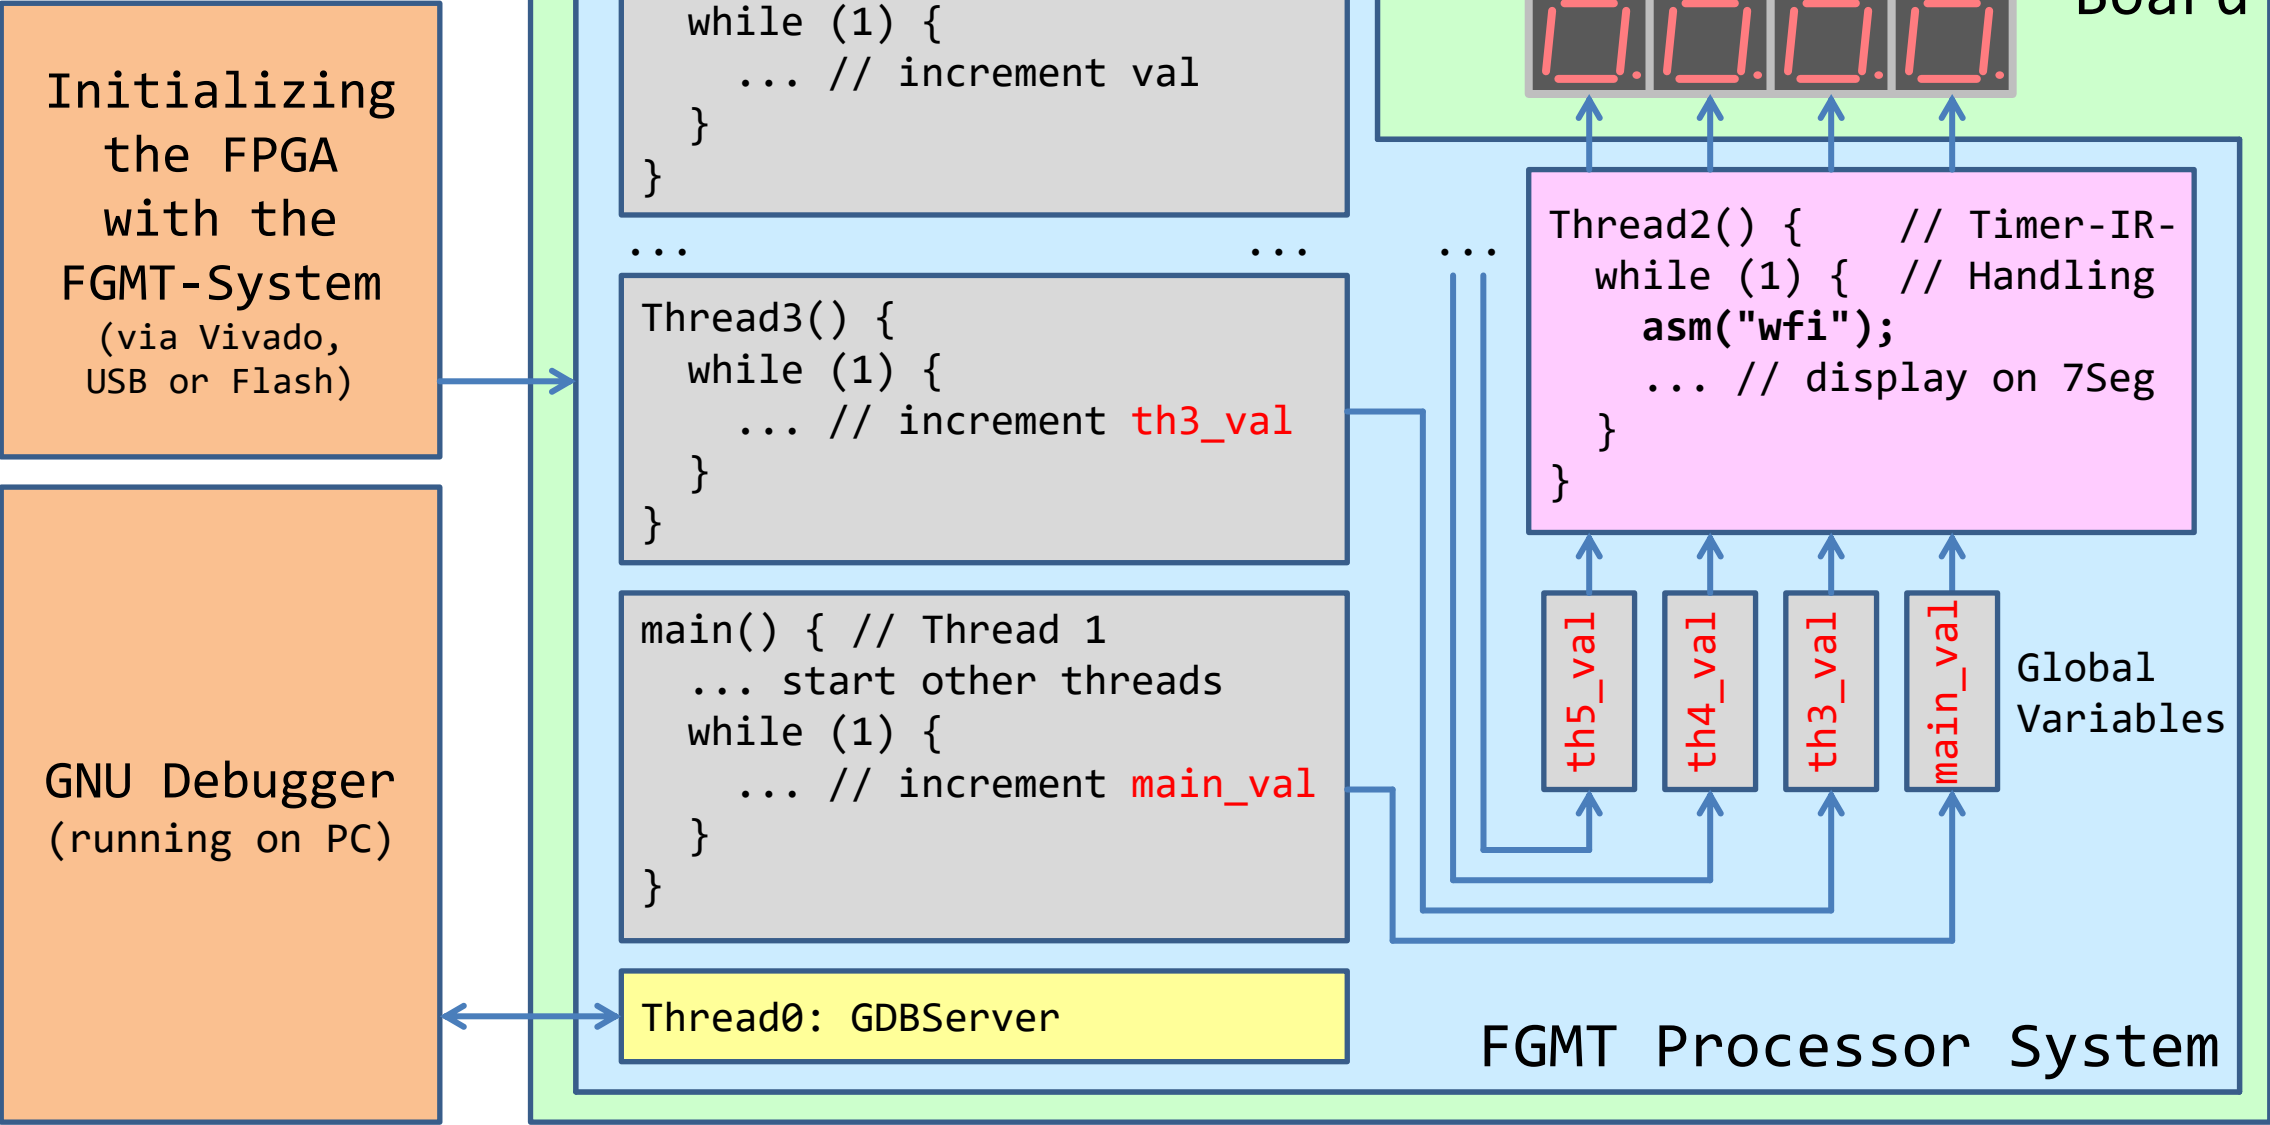 Initializing
the FPGA
with the
FGMT-System
(via Vivado,
USB or Flash)
GNU Debugger
(running on PC)
while (1) {
... // increment val
}
}
... ... ...
Thread3() {
while (1) {
... // increment th3_val
}
}
main() { // Thread 1
... start other threads
while (1) {
... // increment main_val
}
}
Thread0: GDBServer
Board
Thread2() { // Timer-IR-
while (1) { // Handling
asm("wfi");
... // display on 7Seg
}
}
th5_val
th4_val
th3_val
main_val
Global
Variables
FGMT Processor System